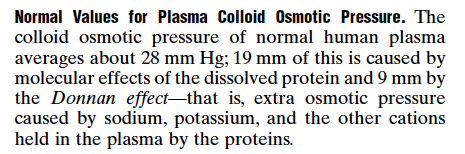 Normal Values for Plasma Colloid Osmotic Pressure. The
colloid osmotic pressure of normal human plasma
averages about 28 mm Hg; 19 mm of this is caused by
molecular effects of the dissolved protein and 9 mm by
the Donnan effect—that is, extra osmotic pressure
caused by sodium, potassium, and the other cations
held in the plasma by the proteins.